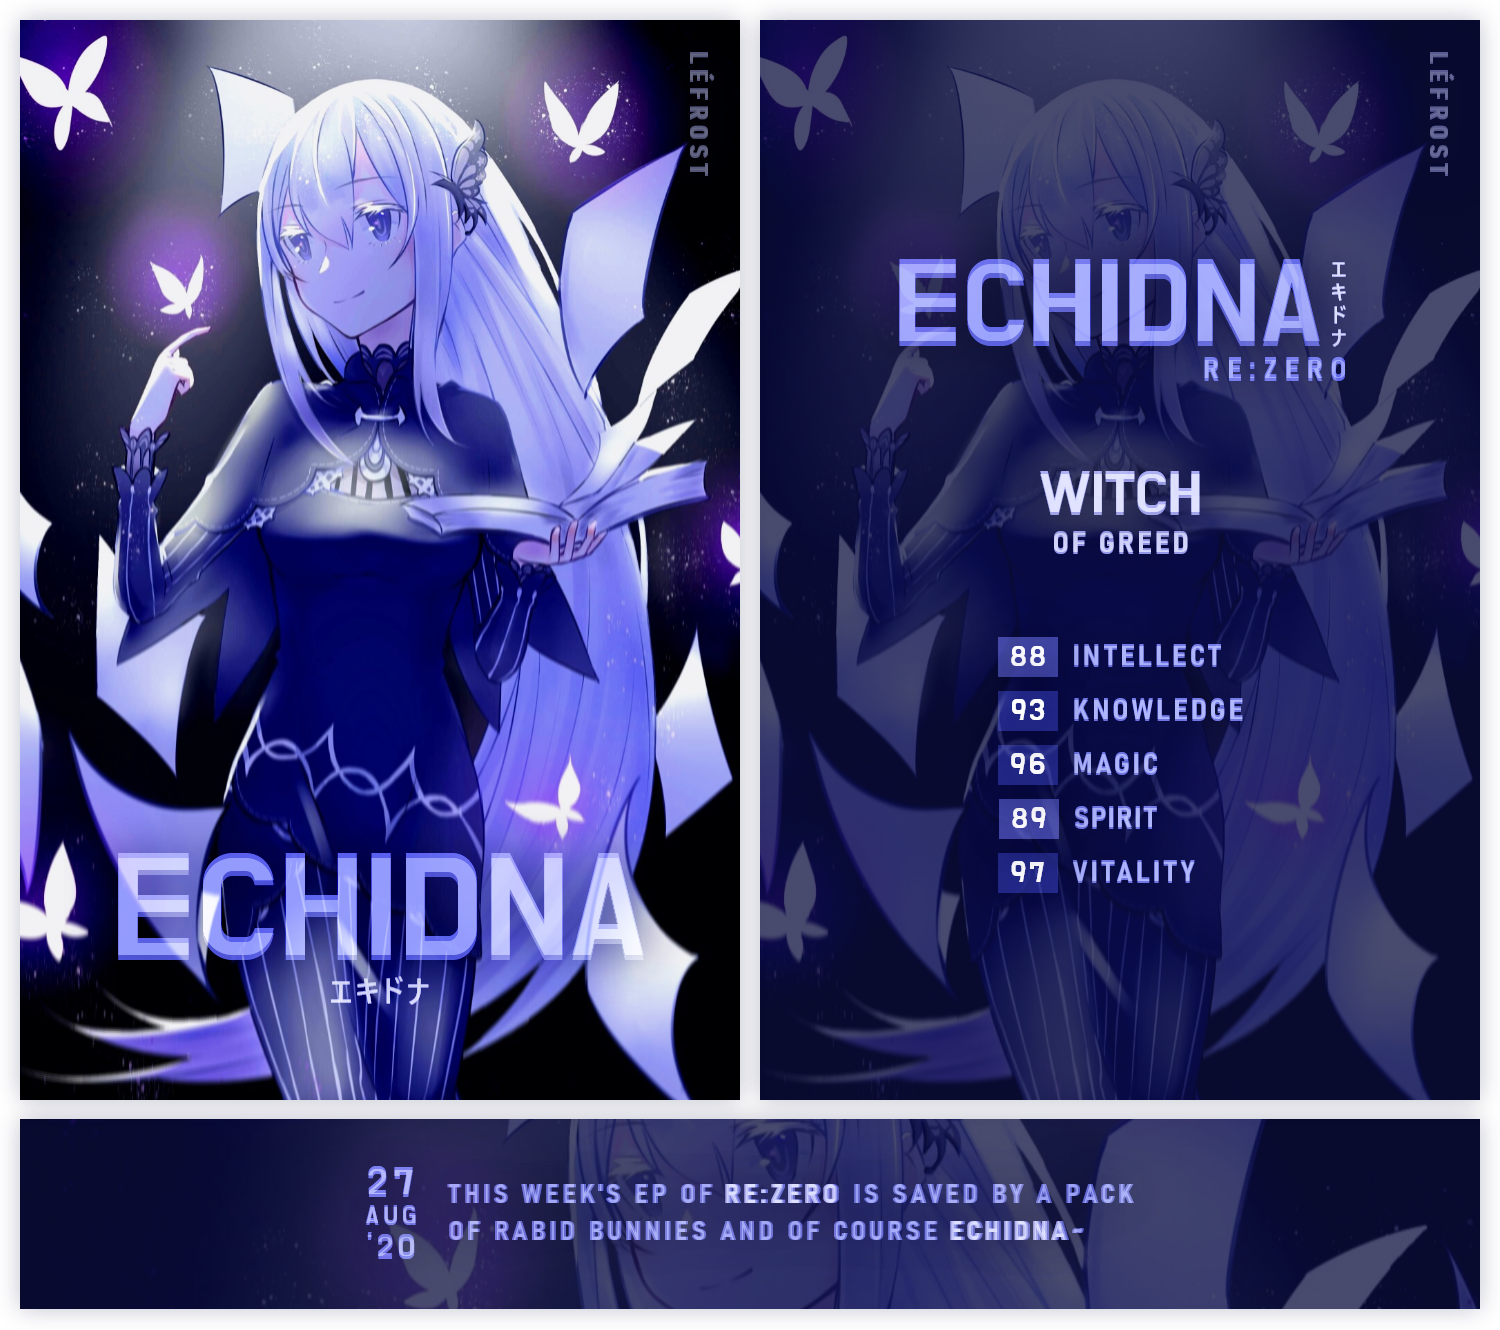 LÉFROST
ECHIDNA
エキドナ
LÉFROST
ECHIDNA
エキドナ
RE:ZERO
WITCH
OF GREED
88 INTELLECT
93 KNOWLEDGE
96 MAGIC
89 SPIRIT
97 VITALITY
27
AUG
'20
THIS WEEK'S EP OF RE:ZERO IS SAVED BY A PACK
OF RABID BUNNIES AND OF COURSE ECHIDNA~